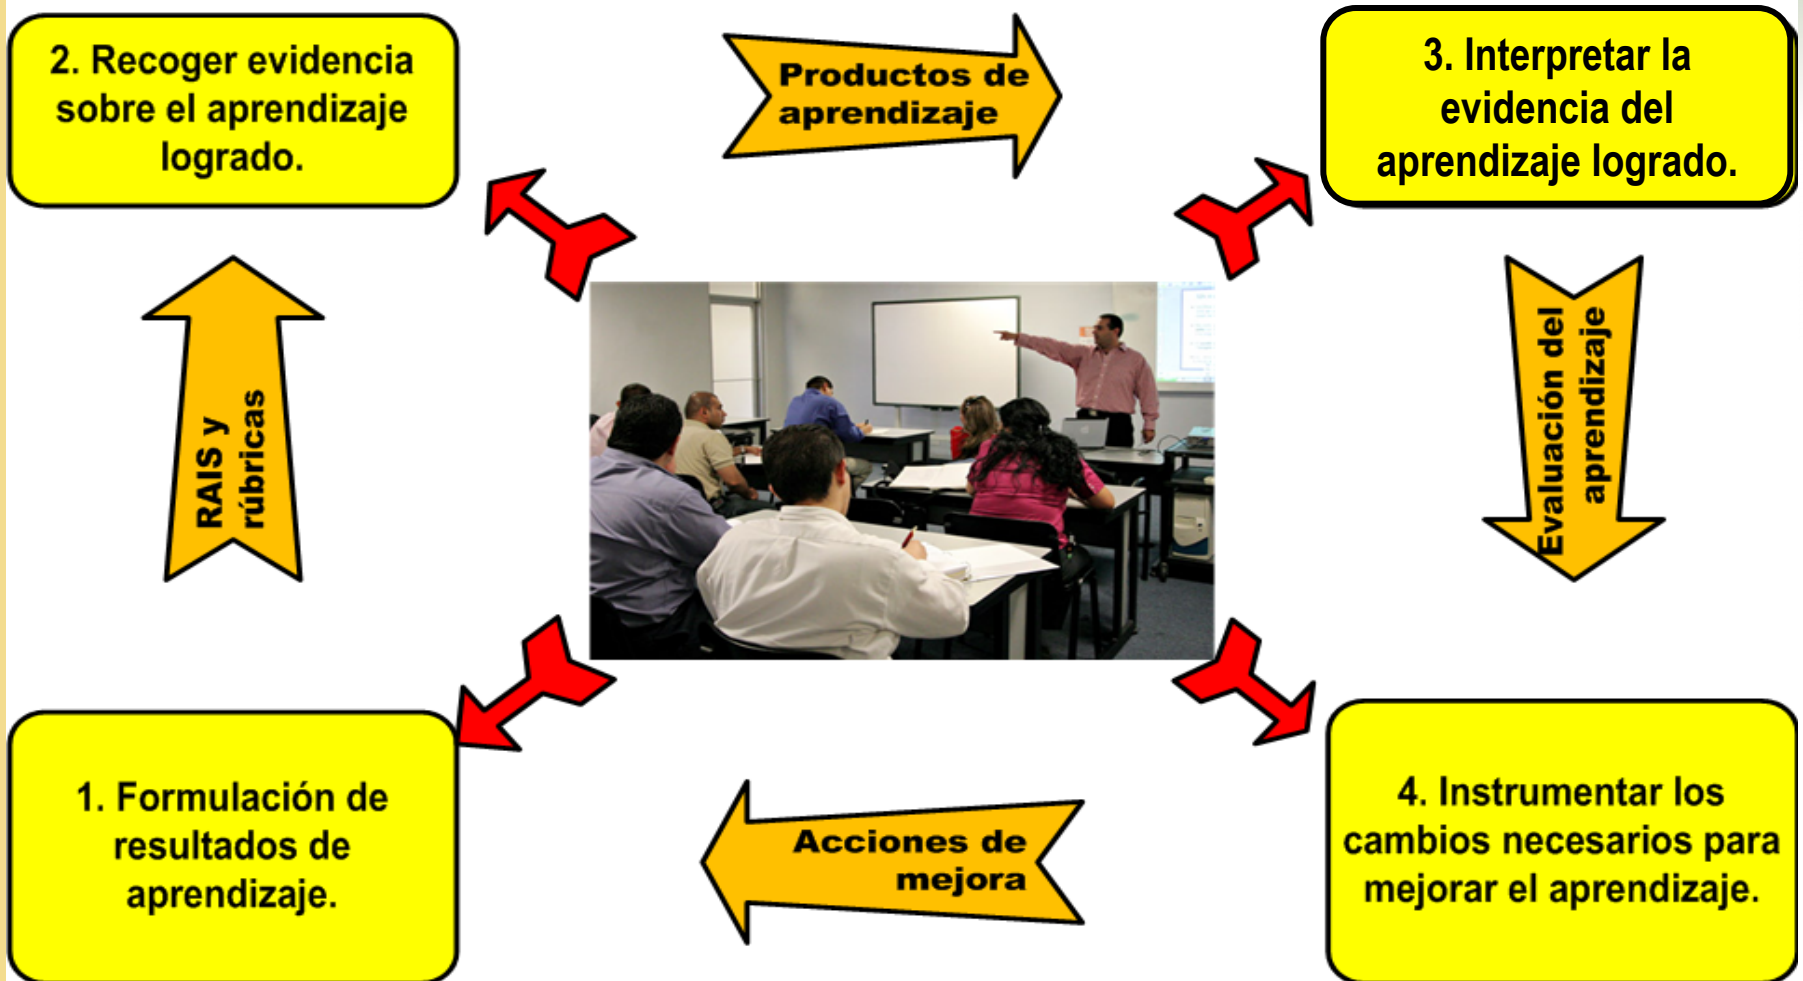 2. Recoger evidencia
sobre el aprendizaje
logrado.
Productos de
aprendizaje
3. Interpretar la
evidencia del
aprendizaje logrado.
RAIS y
rúbricas
Evaluación del
aprendizaje
1. Formulación de
resultados de
aprendizaje.
Acciones de
mejora
4. Instrumentar los
cambios necesarios para
mejorar el aprendizaje.